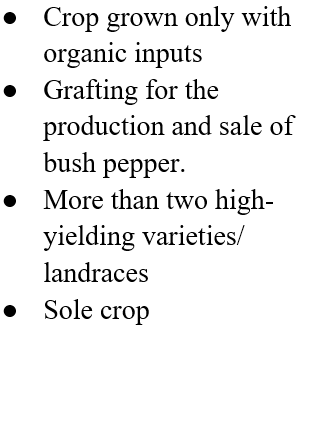 ● Crop grown only with
organic inputs
● Grafting for the
production and sale of
bush pepper.
● More than two high-
yielding varieties/
landraces
● Sole crop